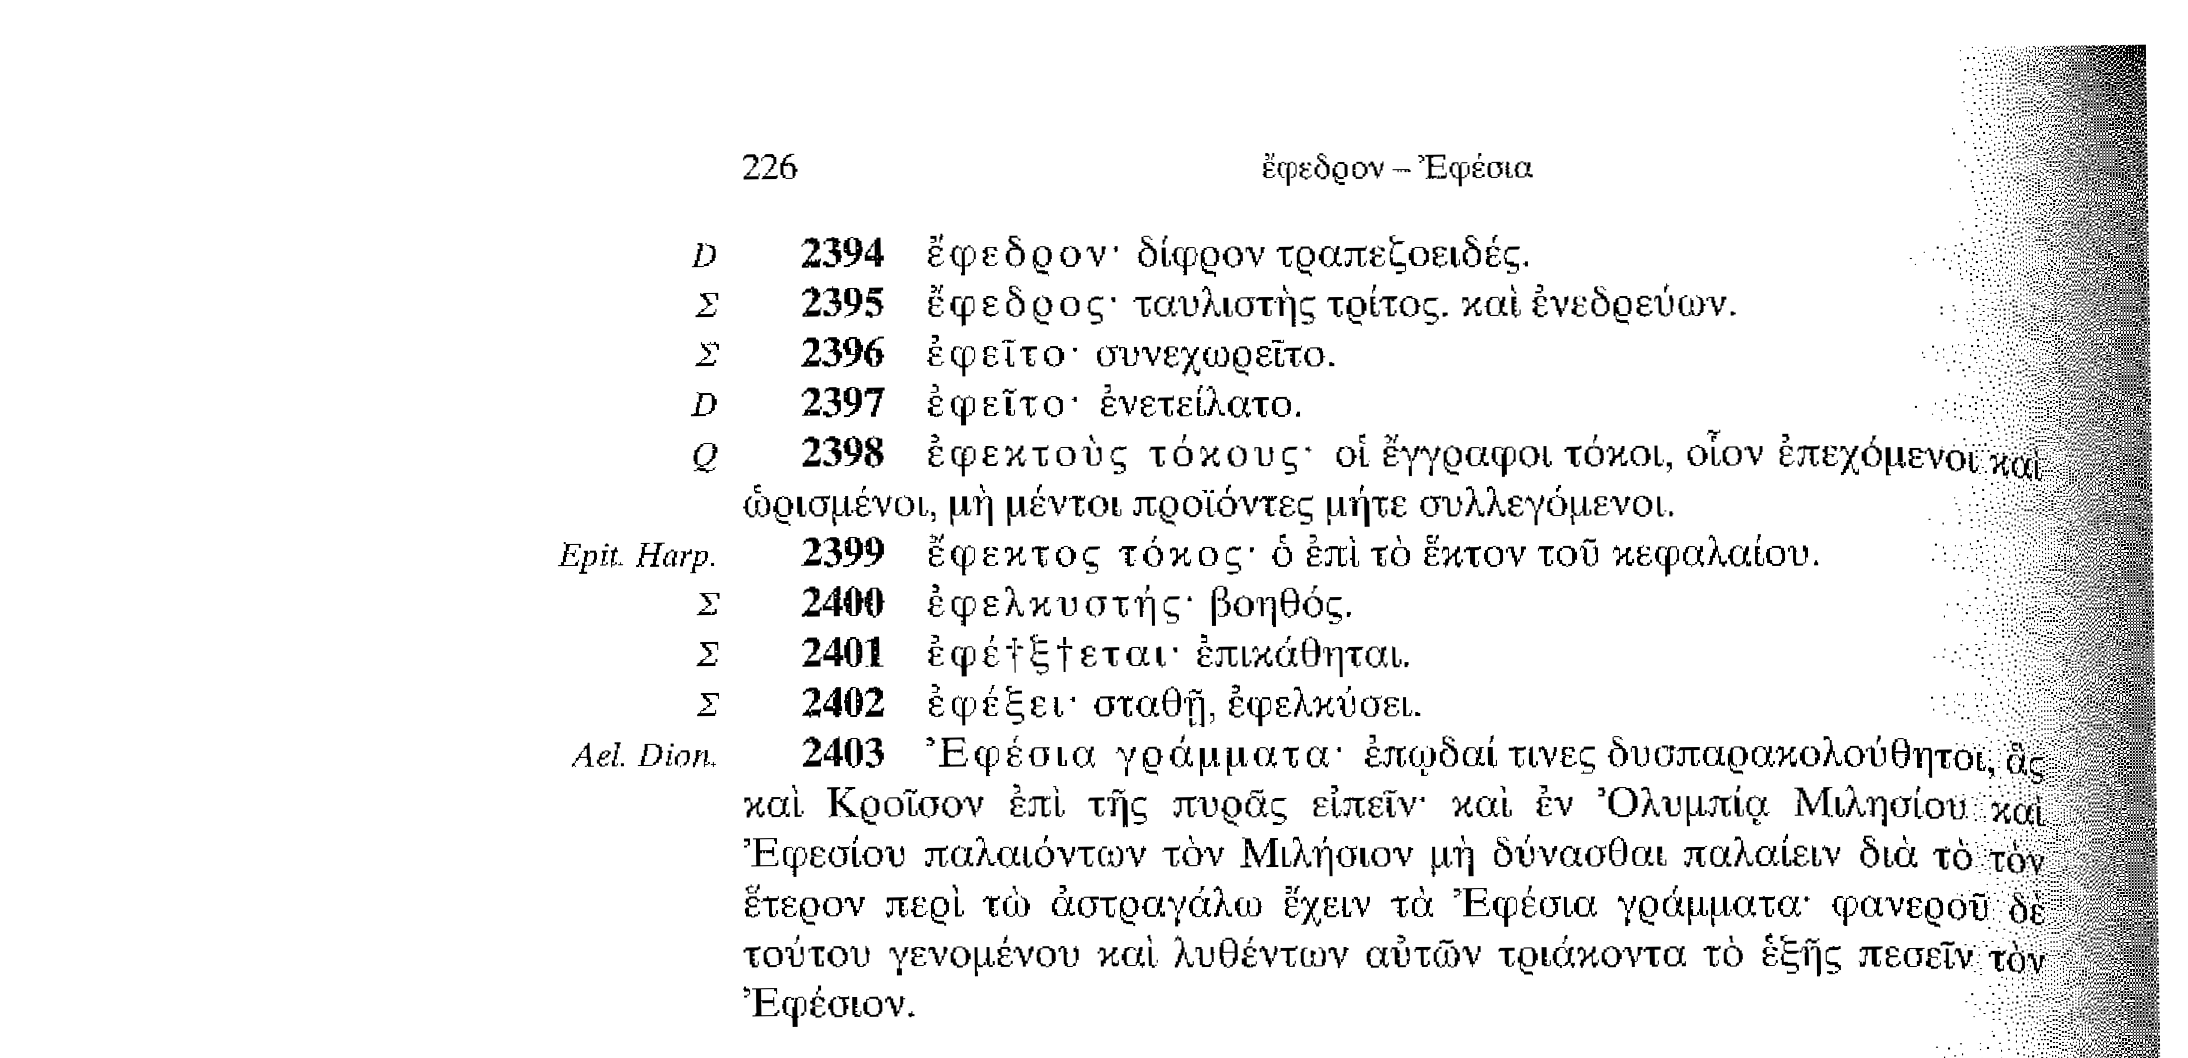 226 ἔφεδρον – Ἐφέσια
D 2394 ἔφεδρον· δίφρον τραπεζοειδές.
Σ 2395 ἔφεδρος· ταυλιστὴς τρίτος. καὶ ἐνεδρεύων.
Σ 2396 ἐφεῖτο· συνεχωρεῖτο.
D 2397 ἐφεῖτο· ἐνετείλατο.
Q 2398 ἐφεκτοὺς τόκους· οἱ ἔγγραφοι τόκοι, οἷον ἐπεχόμενοι καὶ
ὡρισμένοι, μὴ μέντοι προϊόντες μήτε συλλεγόμενοι.
Epit. Harp. 2399 ἔφεκτος τόκος· ὁ ἐπὶ τὸ ἕκτον τοῦ κεφαλαίου.
Σ 2400 ἐφελκυστής· βοηθός.
Σ 2401 ἐφέ†ξ†εται· ἐπικάθηται.
Σ 2402 ἐφέξει· σταθῇ, ἐφελκύσει.
Ael. Dion. 2403 Ἐφέσια γράμματα· ἐπῳδαί τινες δυσπαρακολούθητοι, ἃς
καὶ Κροῖσον ἐπὶ τῆς πυρᾶς εἰπεῖν· καὶ ἐν Ὀλυμπίᾳ Μιλησίου καὶ
Ἐφεσίου παλαιόντων τὸν Μιλήσιον μὴ δύνασθαι παλαίειν διὰ τὸ τὸν
ἕτερον περὶ τὼ ἀστραγάλω ἔχειν τὰ Ἐφέσια γράμματα· φανεροῦ δὲ
τούτου γενομένου καὶ λυθέντων αὐτῶν τριάκοντα τὸ ἑξῆς πεσεῖν τὸν
Ἐφέσιον.